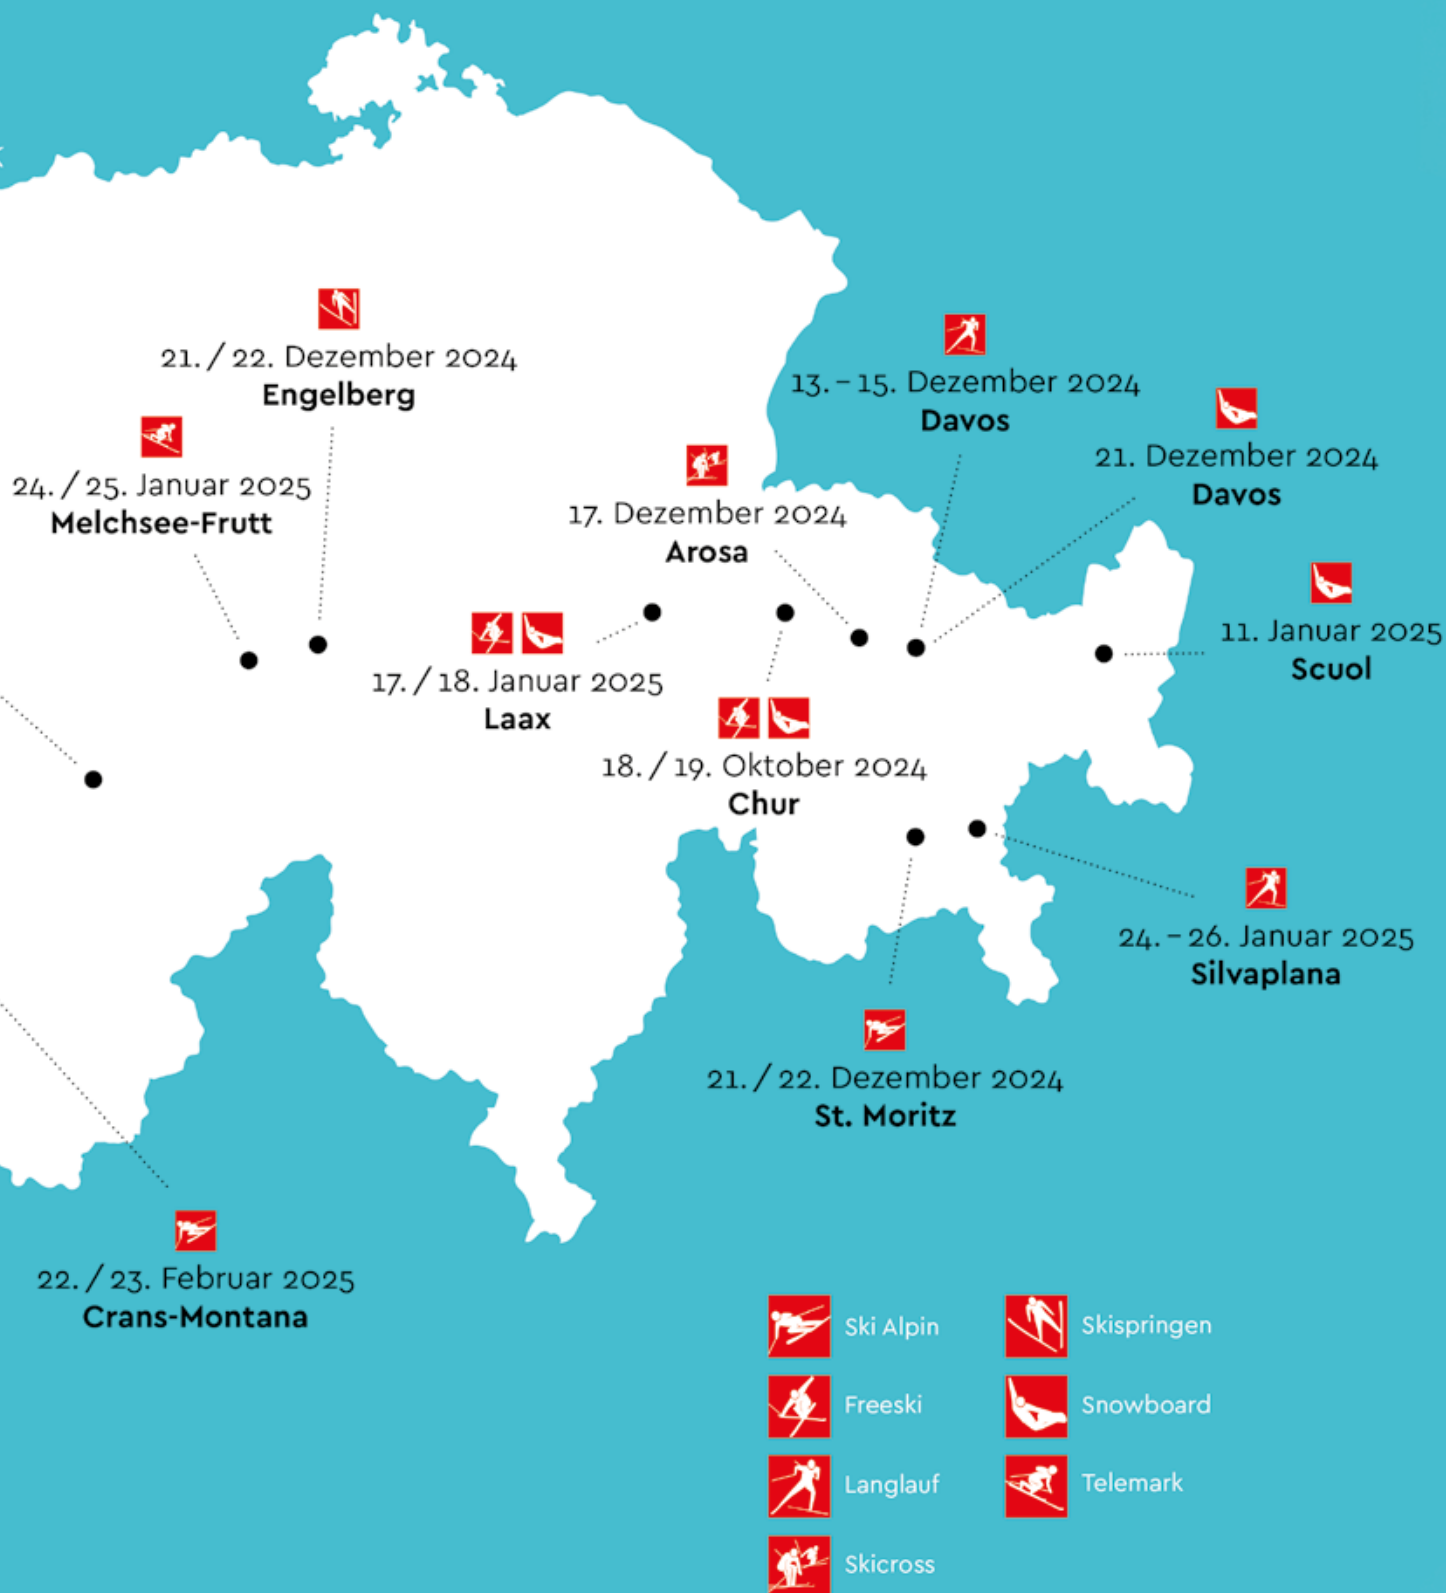 21. / 22. Dezember 2024
Engelberg
13. – 15. Dezember 2024
Davos
21. Dezember 2024
Davos
24. / 25. Januar 2025
Melchsee-Frutt
17. Dezember 2024
Arosa
11. Januar 2025
Scuol
17. / 18. Januar 2025
Laax
18. / 19. Oktober 2024
Chur
24. – 26. Januar 2025
Silvaplana
21. / 22. Dezember 2024
St. Moritz
22. / 23. Februar 2025
Crans-Montana
Ski Alpin
Freeski
Langlauf
Skicross
Skispringen
Snowboard
Telemark